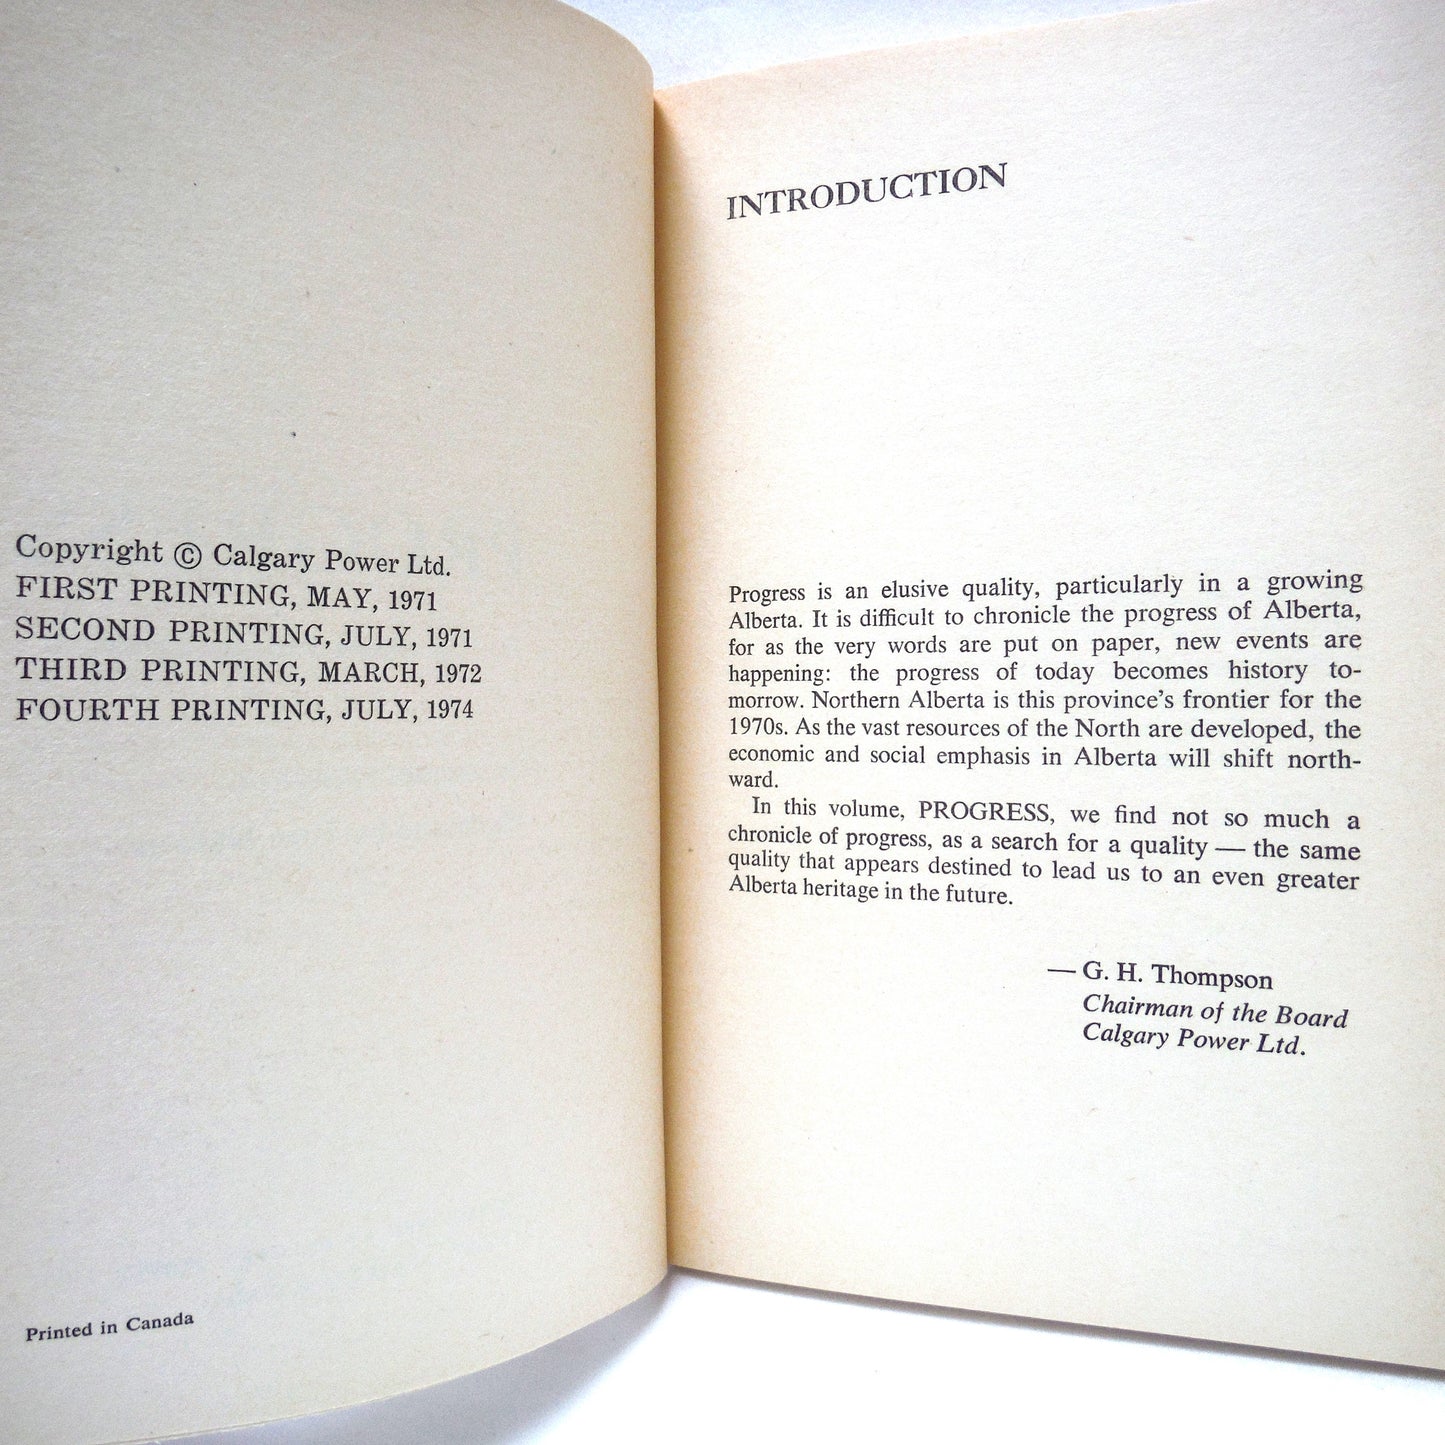 Copyright © Calgary Power Ltd.
FIRST PRINTING, MAY, 1971
SECOND PRINTING, JULY, 1971
THIRD PRINTING, MARCH, 1972
FOURTH PRINTING, JULY, 1974
Printed in Canada
INTRODUCTION
Progress is an elusive quality, particularly in a growing
Alberta. It is difficult to chronicle the progress of Alberta,
for as the very words are put on paper, new events are
happening: the progress of today becomes history to-
morrow. Northern Alberta is this province's frontier for the
1970s. As the vast resources of the North are developed, the
economic and social emphasis in Alberta will shift north-
ward.
In this volume, PROGRESS, we find not so much a
chronicle of progress, as a search for a quality — the same
quality that appears destined to lead us to an even greater
Alberta heritage in the future.
— G. H. Thompson
Chairman of the Board
Calgary Power Ltd.